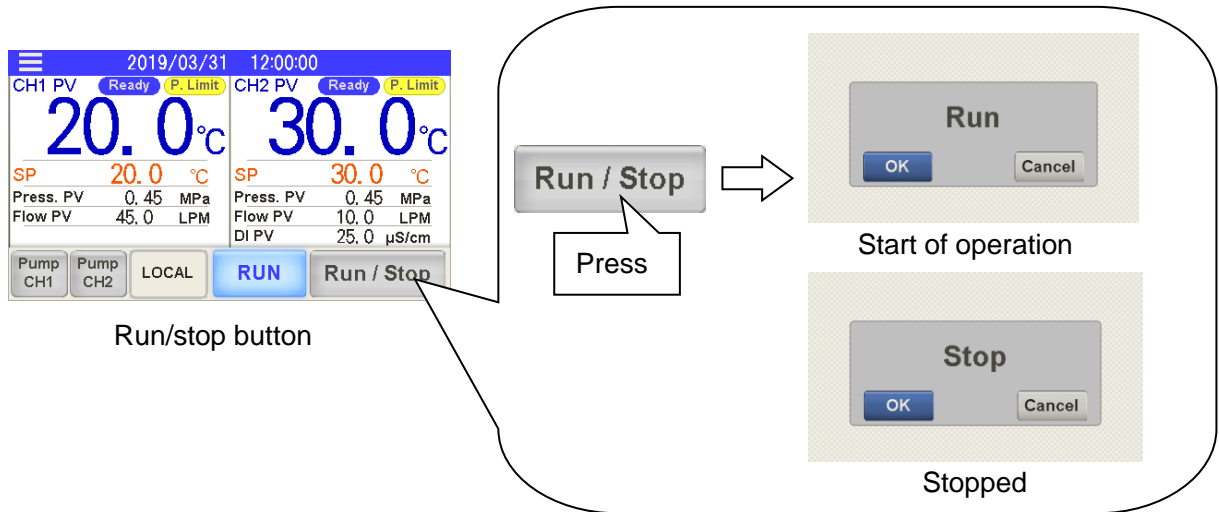 2019/03/31 12:00:00
CH1 PV Ready P. Limit
20.0℃
SP 20.0 ℃
Press. PV 0.45 MPa
Flow PV 45.0 LPM
CH2 PV Ready P. Limit
30.0℃
SP 30.0 ℃
Press. PV 0.45 MPa
Flow PV 10.0 LPM
DI PV 25.0 µS/cm
Pump
CH1
Pump
CH2
LOCAL
RUN
Run / Stop
Run/stop button
Run / Stop
Press
Run
OK Cancel
Start of operation
Stop
OK Cancel
Stopped